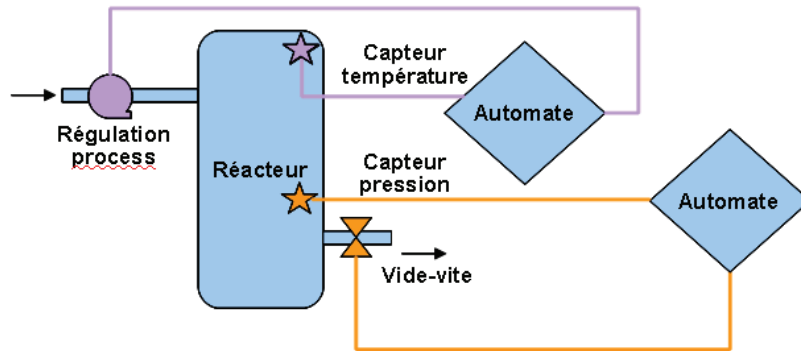 Capteur
température
Automate
Régulation
process
Réacteur
Capteur
pression
Automate
Vide-vite